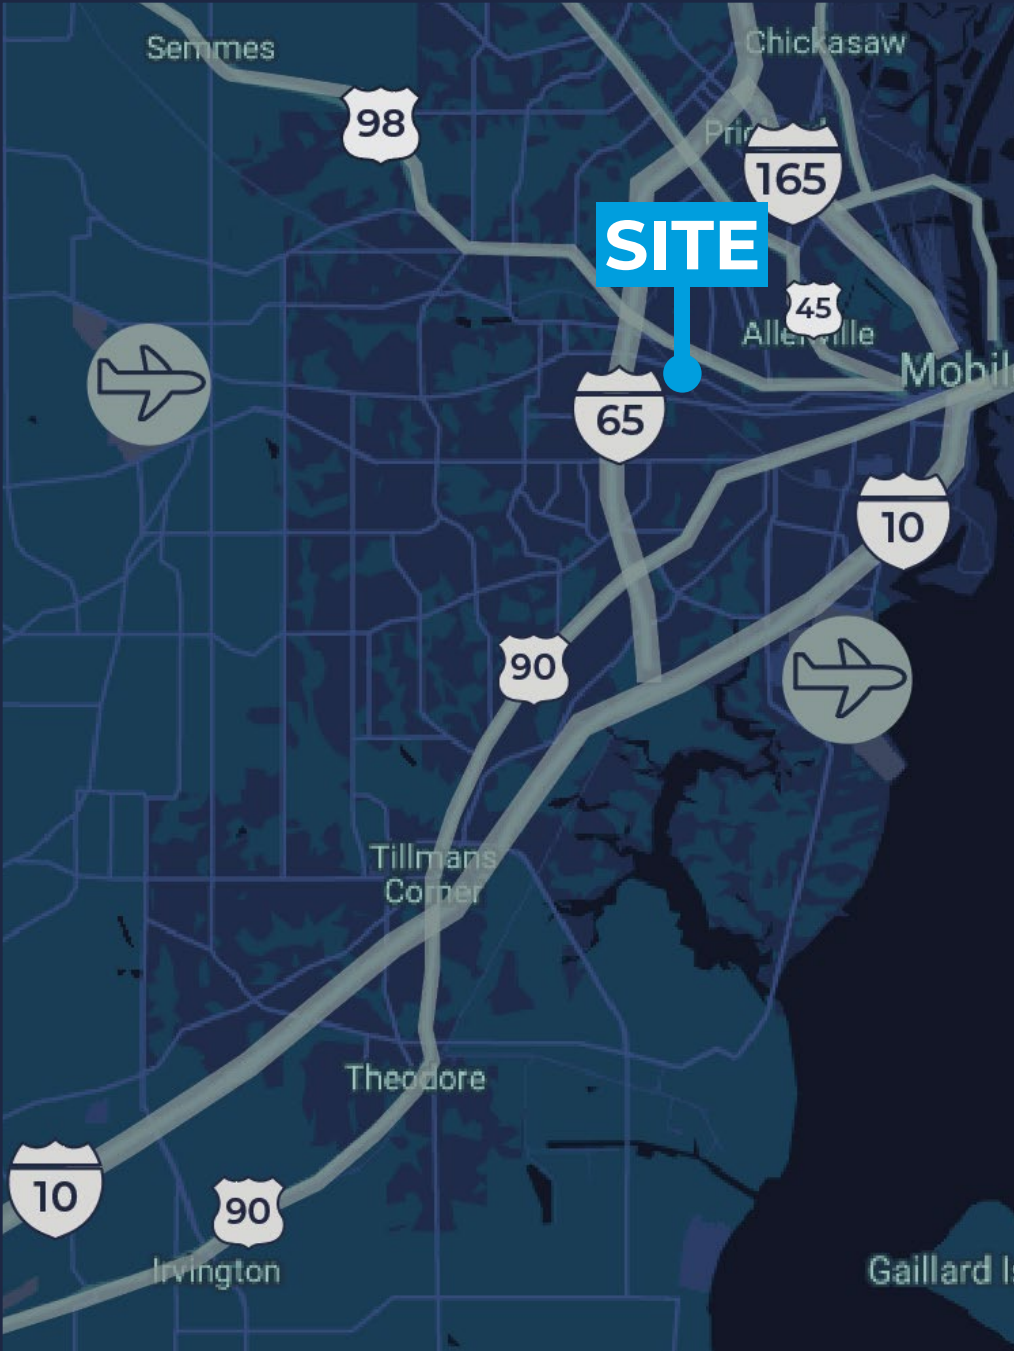 Semmes
Chickasaw
98
165
SITE
45
Mobil
65
10
90
Tillmans
Corner
Theodore
10
90
Irvington
Gaillard